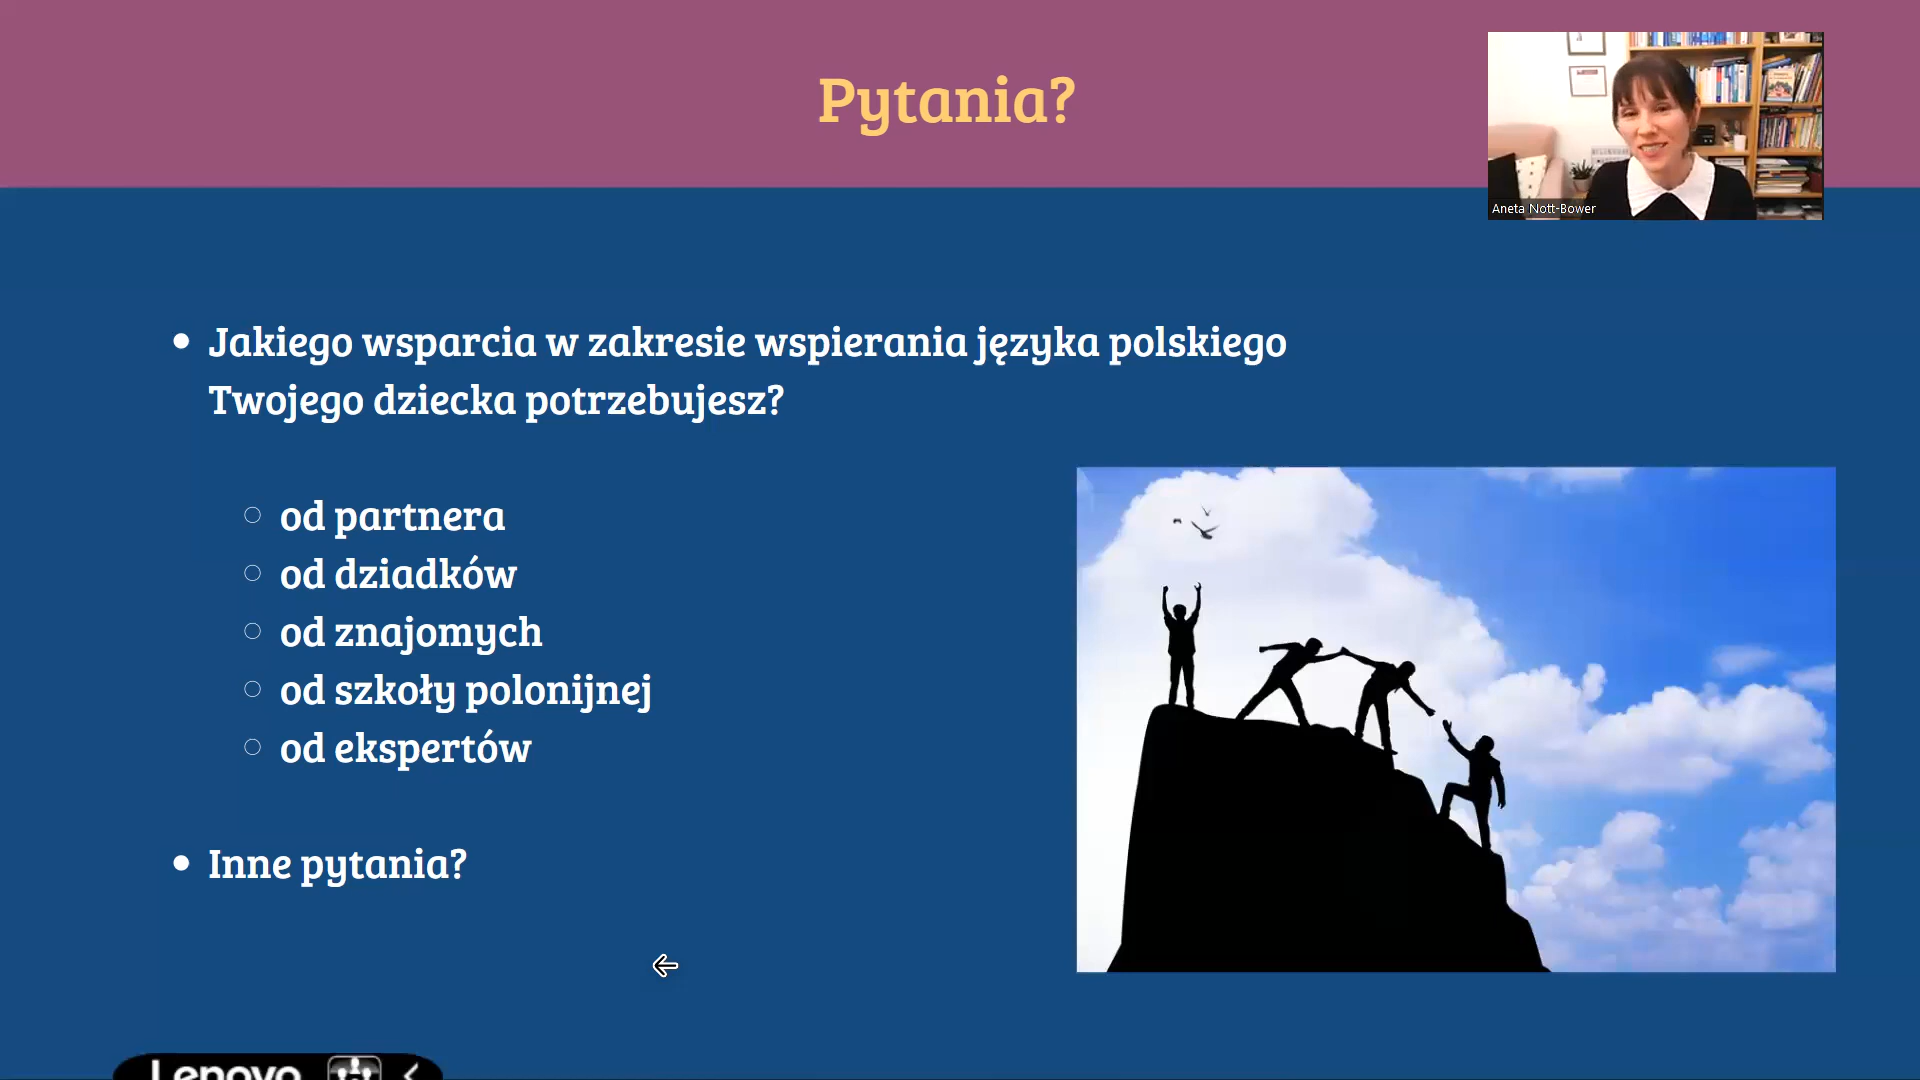 Pytania?
Aneta Nott-Bower
Jakiego wsparcia w zakresie wspierania języka polskiego
Twojego dziecka potrzebujesz?
od partnera
od dziadków
od znajomych
od szkoły polonijnej
od ekspertów
Inne pytania?
Lenovo